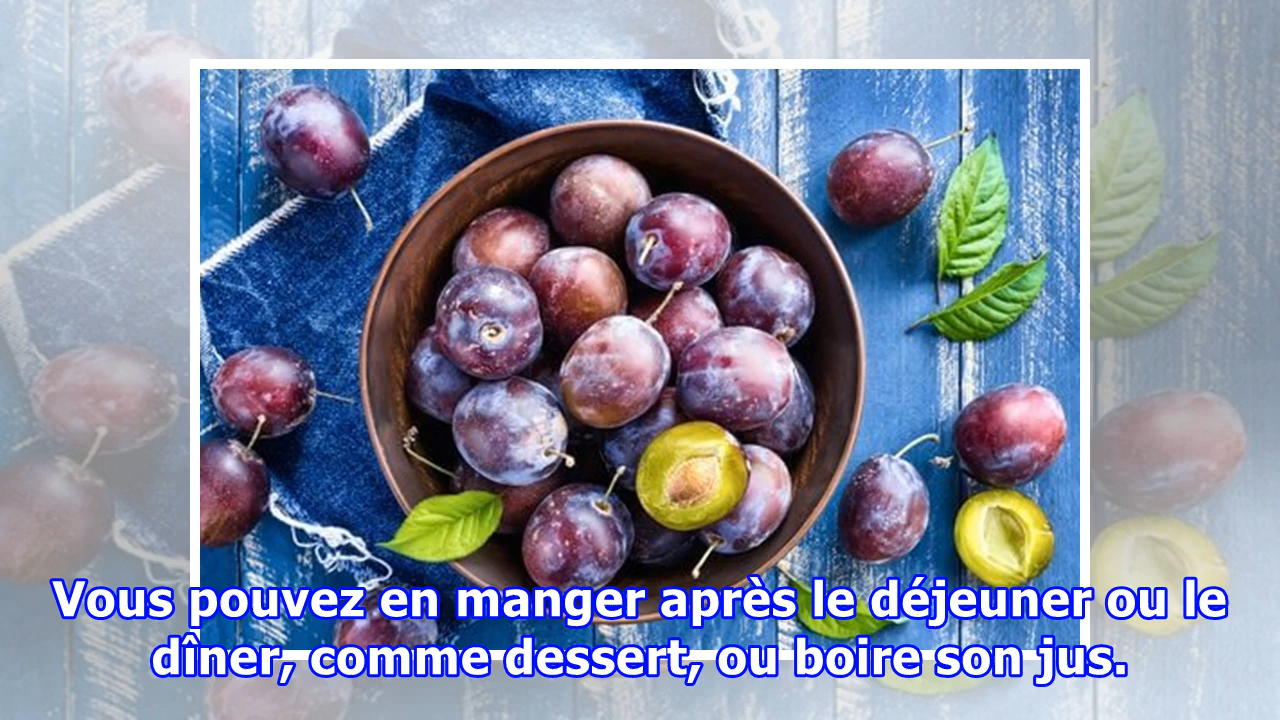 Vous pouvez en manger après le déjeuner ou le
dîner, comme dessert, ou boire son jus.